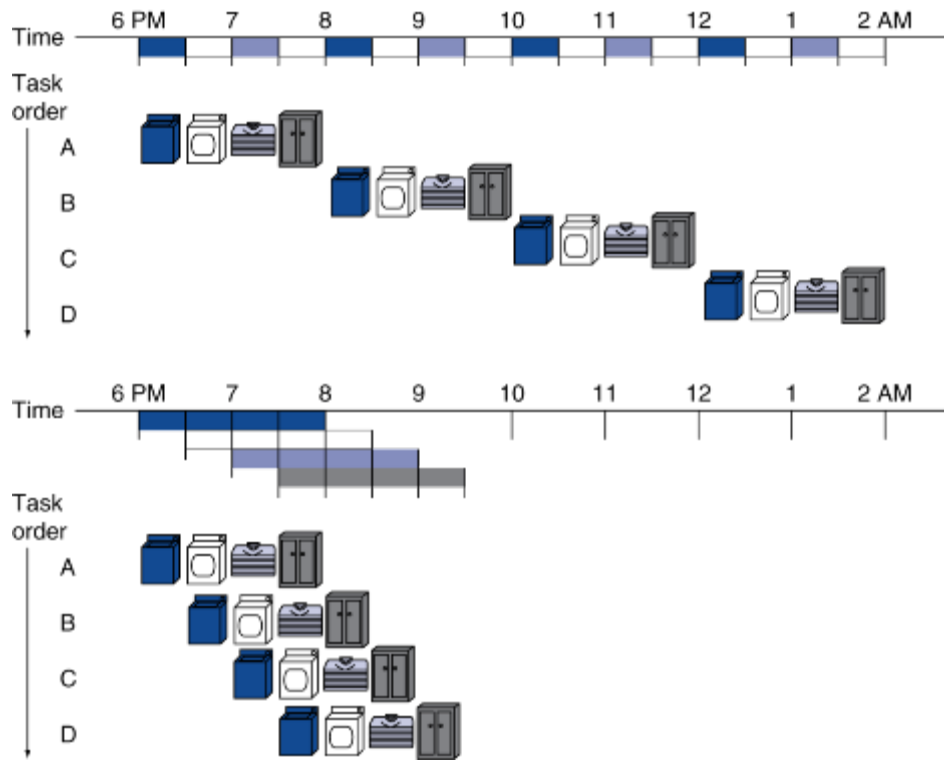 6 PM 7 8 9 10 11 12 1 2 AM
Time
Task
order
A
B
C
D
6 PM 7 8 9 10 11 12 1 2 AM
Time
Task
order
A
B
C
D